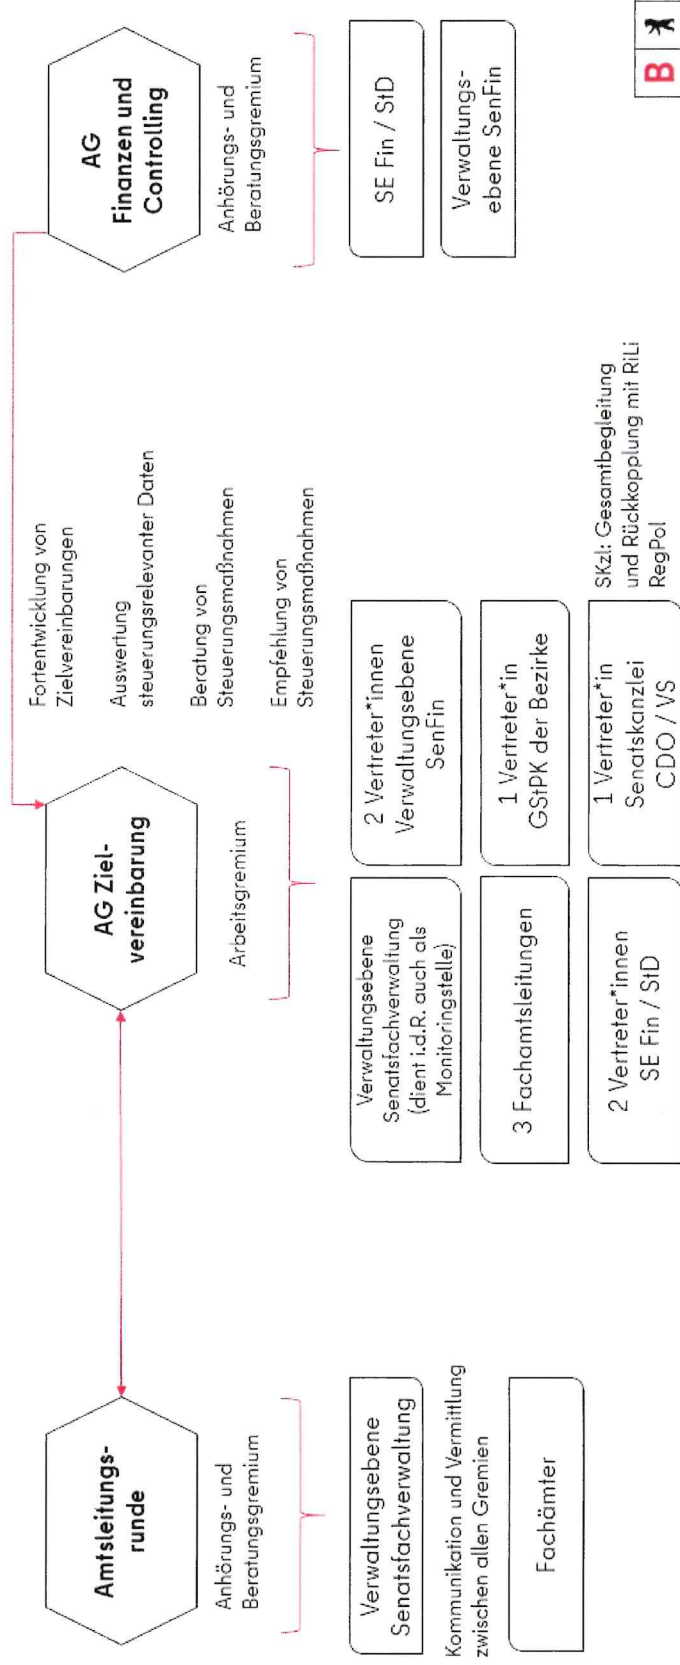 Amtsleitungs-
runde
Anhörungs- und
Beratungsgremium
Verwaltungsebene
Senatsfachverwaltung
Kommunikation und Vermittlung
zwischen allen Gremien
Fachämter
AG Ziel-
vereinbarung
Arbeitsgremium
Verwaltungsebene
Senatsfachverwaltung
(dient i.d.R. auch als
Monitoringstelle)
2 Vertreter*innen
Verwaltungsebene
SenFin
3 Fachamtsleitungen
1 Vertreter*in
GStPK der Bezirke
2 Vertreter*innen
SE Fin / StD
1 Vertreter*in
Senatskanzlei
CDO / VS
Fortentwicklung von
Zielvereinbarungen
Auswertung
steuerungsrelevanter Daten
Beratung von
Steuerungsmaßnahmen
Empfehlung von
Steuerungsmaßnahmen
SKzl: Gesamtbegleitung
und Rückkopplung mit RiLi
RegPol
AG
Finanzen und
Controlling
Anhörungs- und
Beratungsgremium
SE Fin / StD
Verwaltungs-
ebene SenFin
B